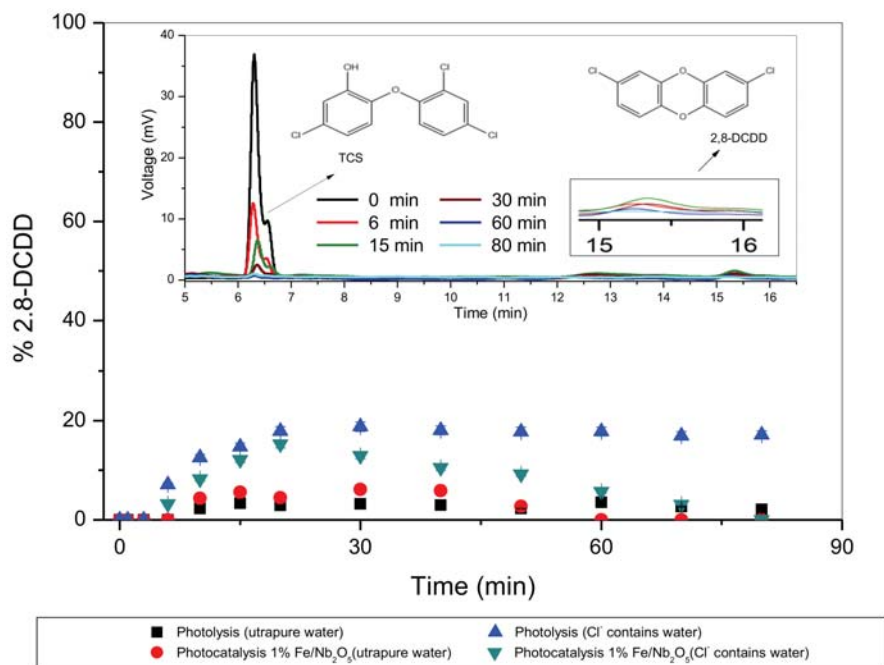 100
80
60
40
20
0
% 2.8-DCDD
0
30
60
90
Time (min)
40
30
20
10
0
Voltage (mV)
5
6
7
8
9
10
11
12
13
14
15
16
Time (min)
OH
Cl
O
Cl
Cl
TCS
Cl
O
O
Cl
2,8-DCDD
0 min
6 min
15 min
30 min
60 min
80 min
15
16
Photolysis (utrapure water)
Photocatalysis 1% Fe/Nb₂O₅(utrapure water)
Photolysis (Cl⁻ contains water)
Photocatalysis 1% Fe/Nb₂O₅(Cl⁻ contains water)